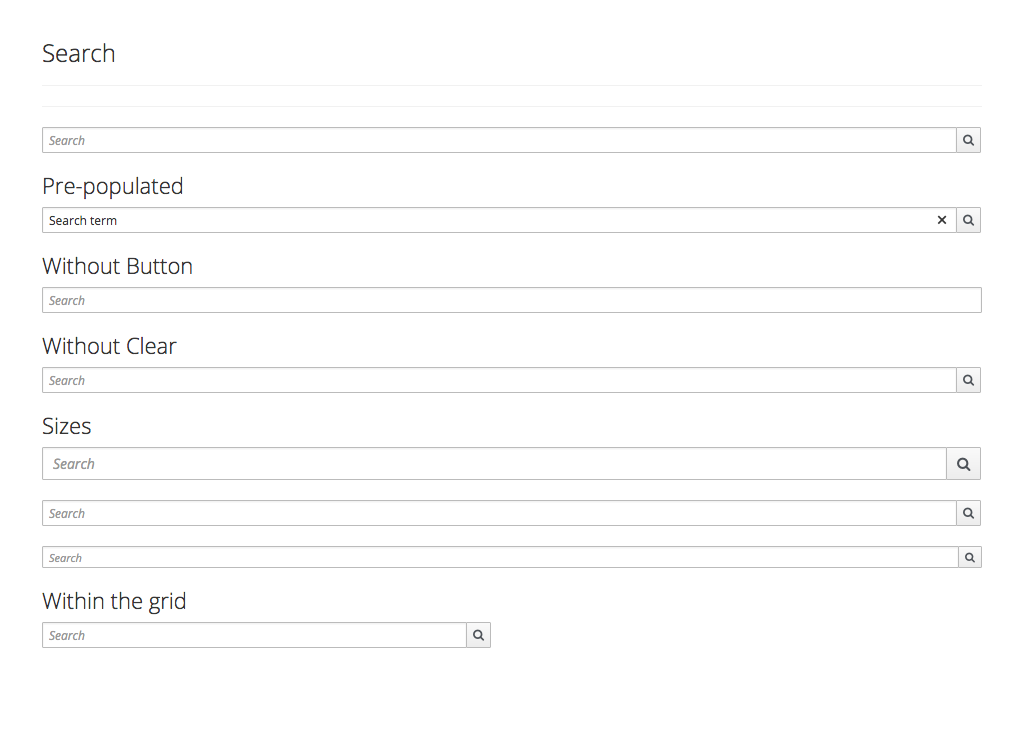 Search
Search
Pre-populated
Search term
Without Button
Search
Without Clear
Search
Sizes
Search
Search
Search
Within the grid
Search